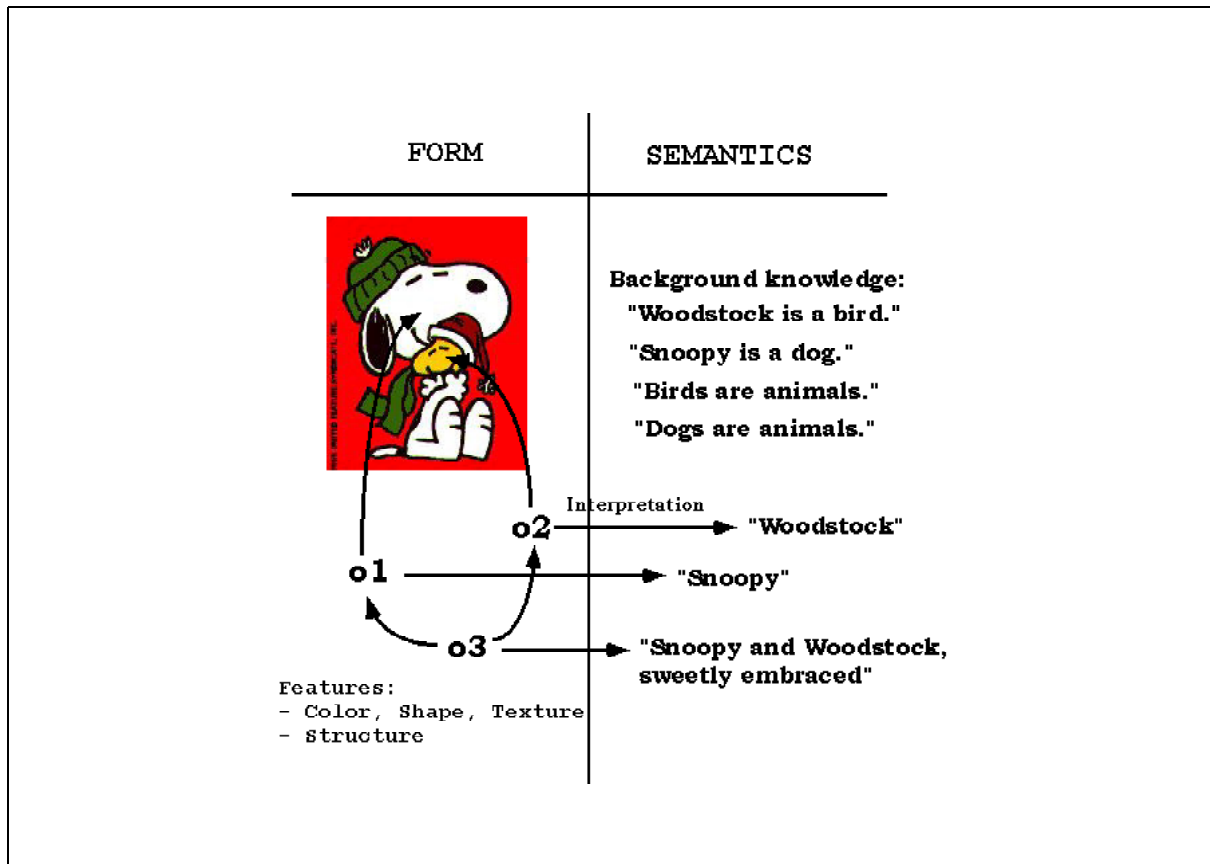 FORM
SEMANTICS
Background knowledge:
"Woodstock is a bird."
"Snoopy is a dog."
"Birds are animals."
"Dogs are animals."
Interpretation
o2
"Woodstock"
o1
"Snoopy"
o3
"Snoopy and Woodstock,
sweetly embraced"
Features:
- Color, Shape, Texture
- Structure